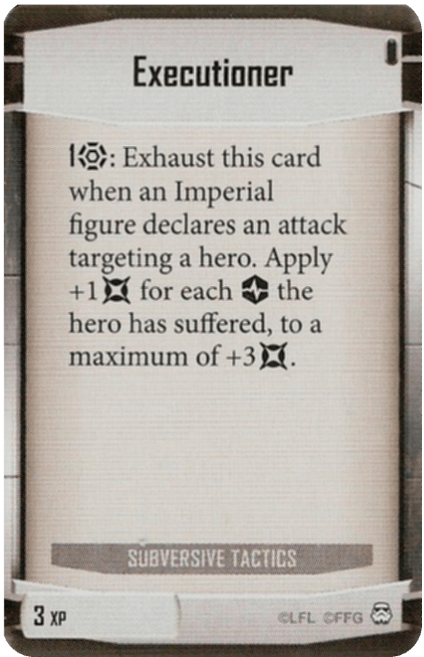 Executioner
1: Exhaust this card
when an Imperial
figure declares an attack
targeting a hero. Apply
+1 for each the
hero has suffered, to a
maximum of +3.
SUBVERSIVE TACTICS
3 XP
©LFL ©FFG